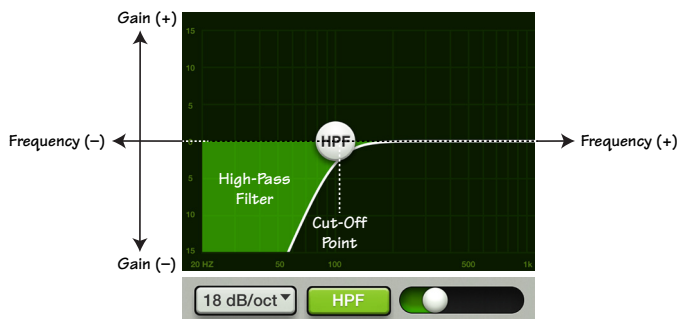 Gain (+)
15
10
5
Frequency (–)
0
HPF
Frequency (+)
5
High-Pass
Filter
10
Cut-Off
Point
15
Gain (–)
20 HZ
50
100
500
1k
18 dB/oct
HPF